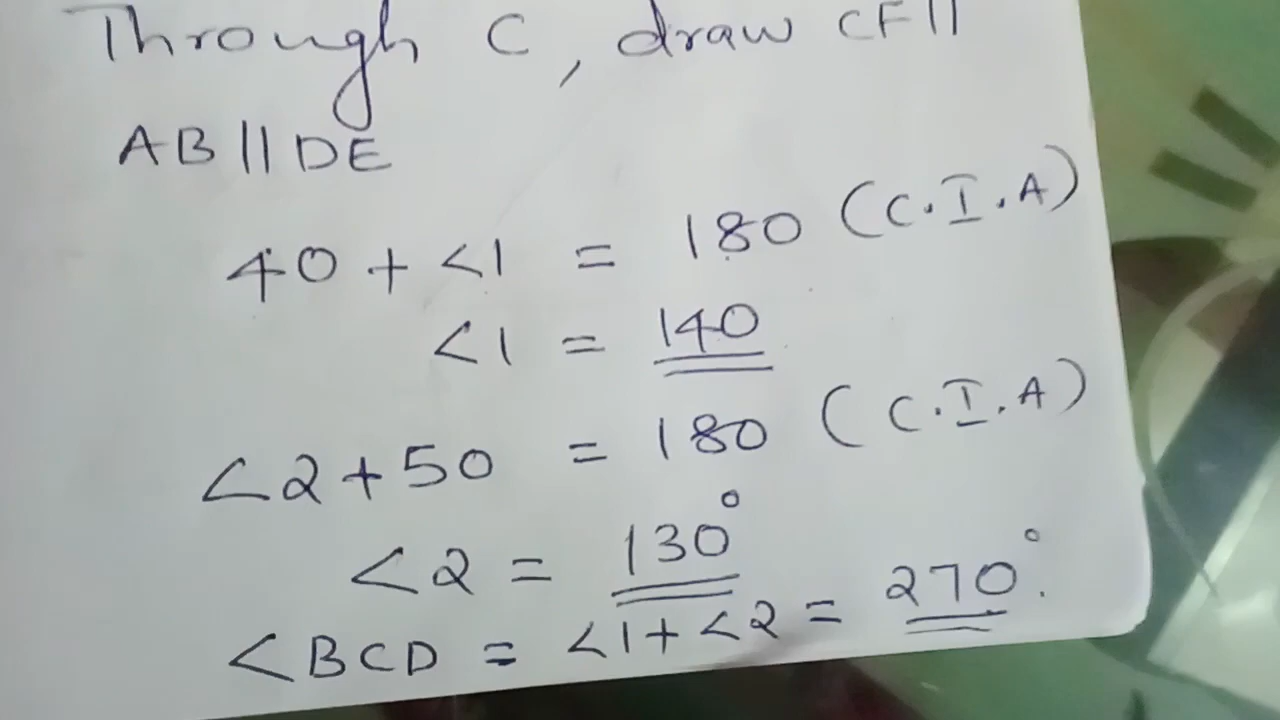 Through C, draw CF||
AB||DE
40 + <1 = 180 (C.I.A)
<1 = 140
<2+50 = 180 (C.I.A)
<2 = 130°
<BCD = <1+<2 = 270°.